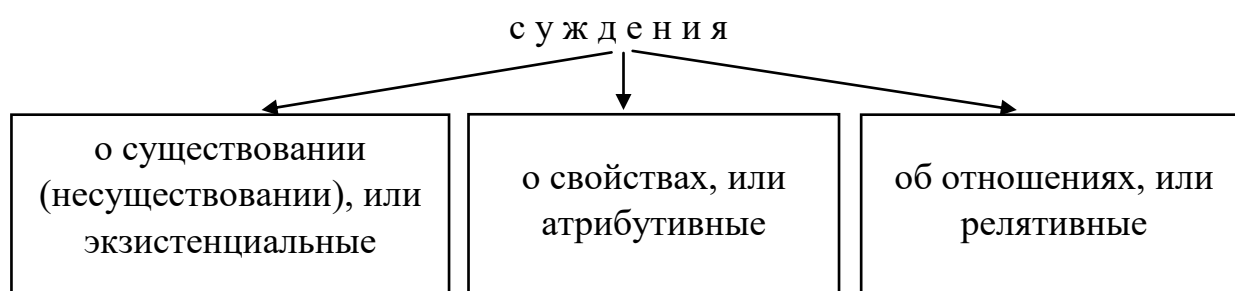 с у ж д е н и я
о существовании
(несуществовании), или
экзистенциальные
о свойствах, или
атрибутивные
об отношениях, или
релятивные